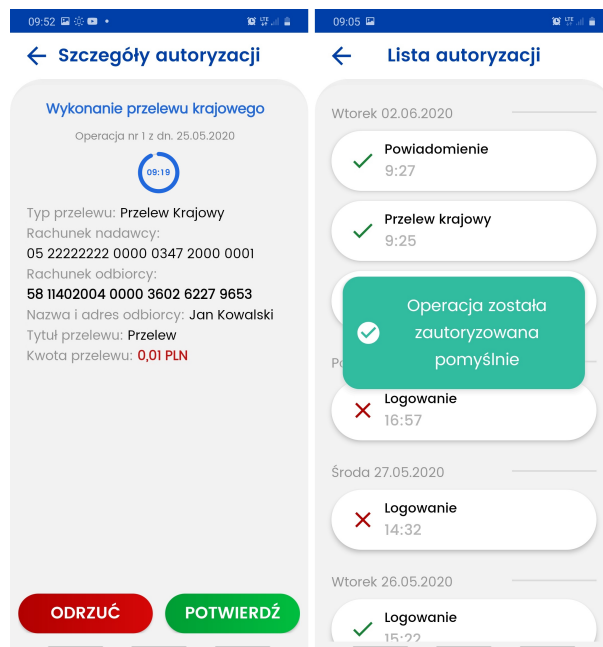 09:52
LTE
Szczegóły autoryzacji
Wykonanie przelewu krajowego
Operacja nr 1 z dn. 25.05.2020
09:19
Typ przelewu: Przelew Krajowy
Rachunek nadawcy:
05 22222222 0000 0347 2000 0001
Rachunek odbiorcy:
58 11402004 0000 3602 6227 9653
Nazwa i adres odbiorcy: Jan Kowalski
Tytuł przelewu: Przelew
Kwota przelewu: 0,01 PLN
ODRZUĆ
POTWIERDŹ
09:05
LTE
Lista autoryzacji
Wtorek 02.06.2020
Powiadomienie
9:27
Przelew krajowy
9:25
Operacja została
zautoryzowana
pomyślnie
Logowanie
16:57
Środa 27.05.2020
Logowanie
14:32
Wtorek 26.05.2020
Logowanie
15:22